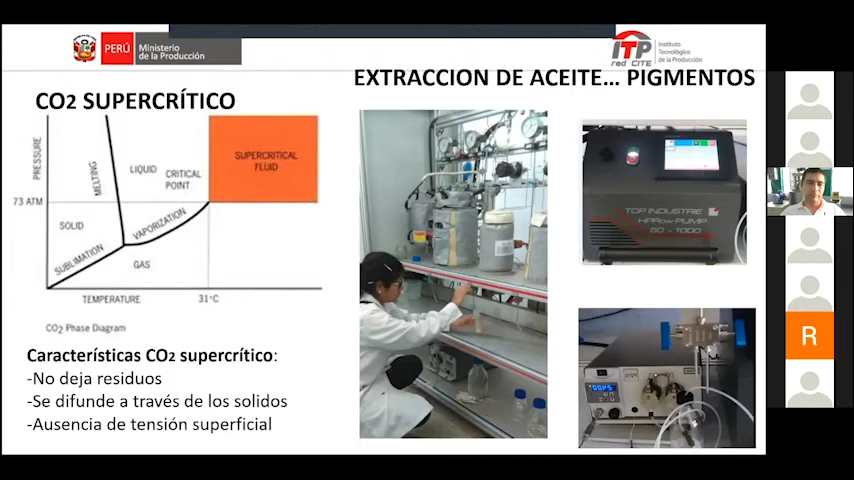 PERÚ
Ministerio
de la Producción
ITP
red CITE
Instituto
Tecnológico
de la Producción
EXTRACCION DE ACEITE... PIGMENTOS
CO2 SUPERCRÍTICO
PRESSURE
73 ATM
MELTING
LIQUID
CRITICAL
POINT
SUPERCRITICAL
FLUID
SOLID
VAPORIZATION
SUBLIMATION
GAS
TEMPERATURE
31°C
CO2 Phase Diagram
Características CO2 supercrítico:
-No deja residuos
-Se difunde a través de los solidos
-Ausencia de tensión superficial
TOP INDUSTRIE
HPFlow PUMP
50 - 1000
R